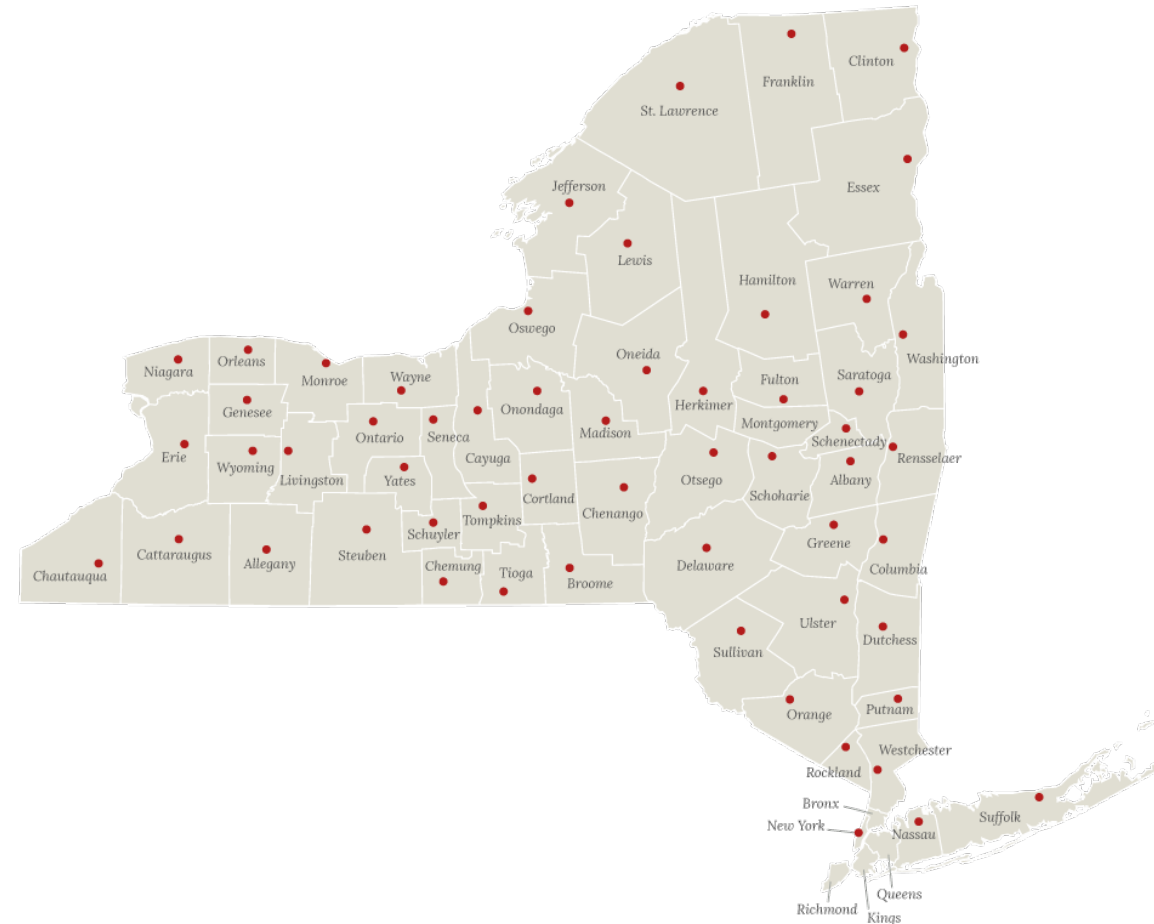 Clinton
Franklin
St. Lawrence
Jefferson
Essex
Lewis
Hamilton
Warren
Oswego
Oneida
Washington
Orleans
Niagara
Monroe
Wayne
Fulton
Saratoga
Genesee
Onondaga
Herkimer
Montgomery
Madison
Ontario
Seneca
Schenectady
Erie
Cayuga
Rensselaer
Wyoming
Livingston
Yates
Otsego
Albany
Cortland
Schoharie
Chenango
Tompkins
Schuyler
Greene
Cattaraugus
Steuben
Allegany
Chemung
Delaware
Columbia
Chautauqua
Tioga
Broome
Ulster
Dutchess
Sullivan
Putnam
Orange
Westchester
Rockland
Bronx
Suffolk
New York
Nassau
Queens
Richmond
Kings